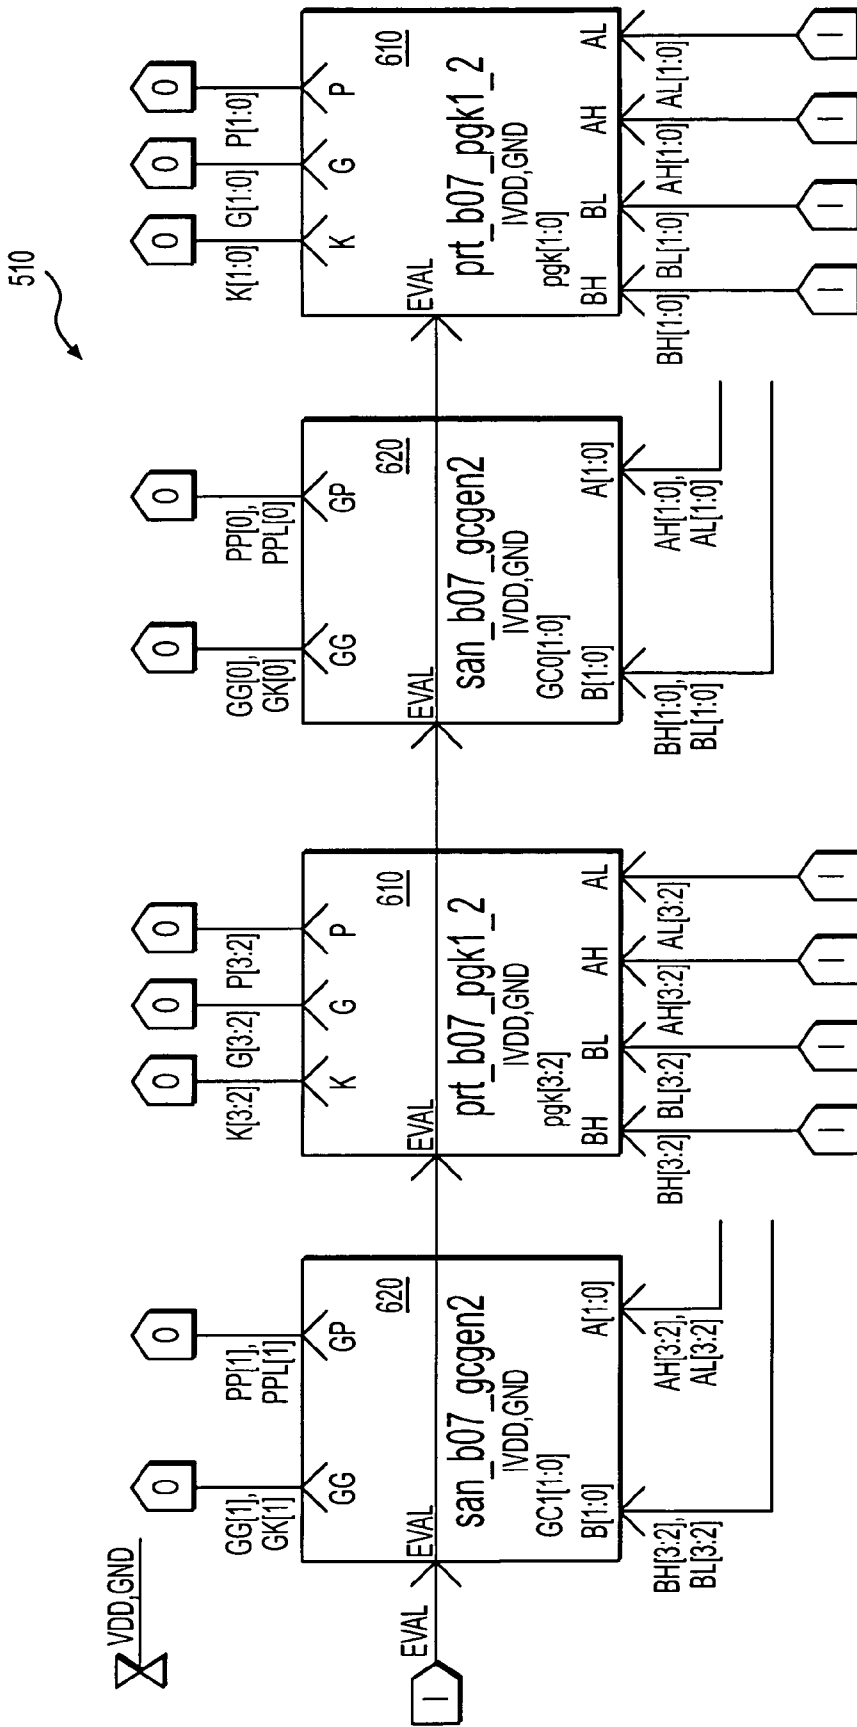 510
VDD,GND
EVAL
I
O
O
GG[1],
GK[1]
PP[1],
PPL[1]
GG
GP
620
EVAL
san_b07_gcgen2
IVDD,GND
GC1[1:0]
B[1:0]
A[1:0]
BH[3:2],
BL[3:2]
AH[3:2],
AL[3:2]
O
O
O
K[3:2]
G[3:2]
P[3:2]
K
G
P
610
EVAL
prt_b07_pgk1_2
IVDD,GND
pgk[3:2]
BH
BL
AH
AL
BH[3:2]
BL[3:2]
AH[3:2]
AL[3:2]
I
I
I
I
O
O
GG[0],
GK[0]
PP[0],
PPL[0]
GG
GP
620
EVAL
san_b07_gcgen2
IVDD,GND
GC0[1:0]
B[1:0]
A[1:0]
BH[1:0],
BL[1:0]
AH[1:0],
AL[1:0]
O
O
O
K[1:0]
G[1:0]
P[1:0]
K
G
P
610
EVAL
prt_b07_pgk1_2
IVDD,GND
pgk[1:0]
BH
BL
AH
AL
BH[1:0]
BL[1:0]
AH[1:0]
AL[1:0]
I
I
I
I